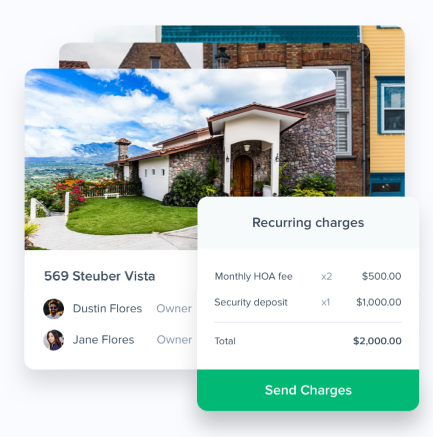 569 Steuber Vista
Dustin Flores Owner
Jane Flores Owner
Recurring charges
Monthly HOA fee x2 $500.00
Security deposit x1 $1,000.00
Total $2,000.00
Send Charges